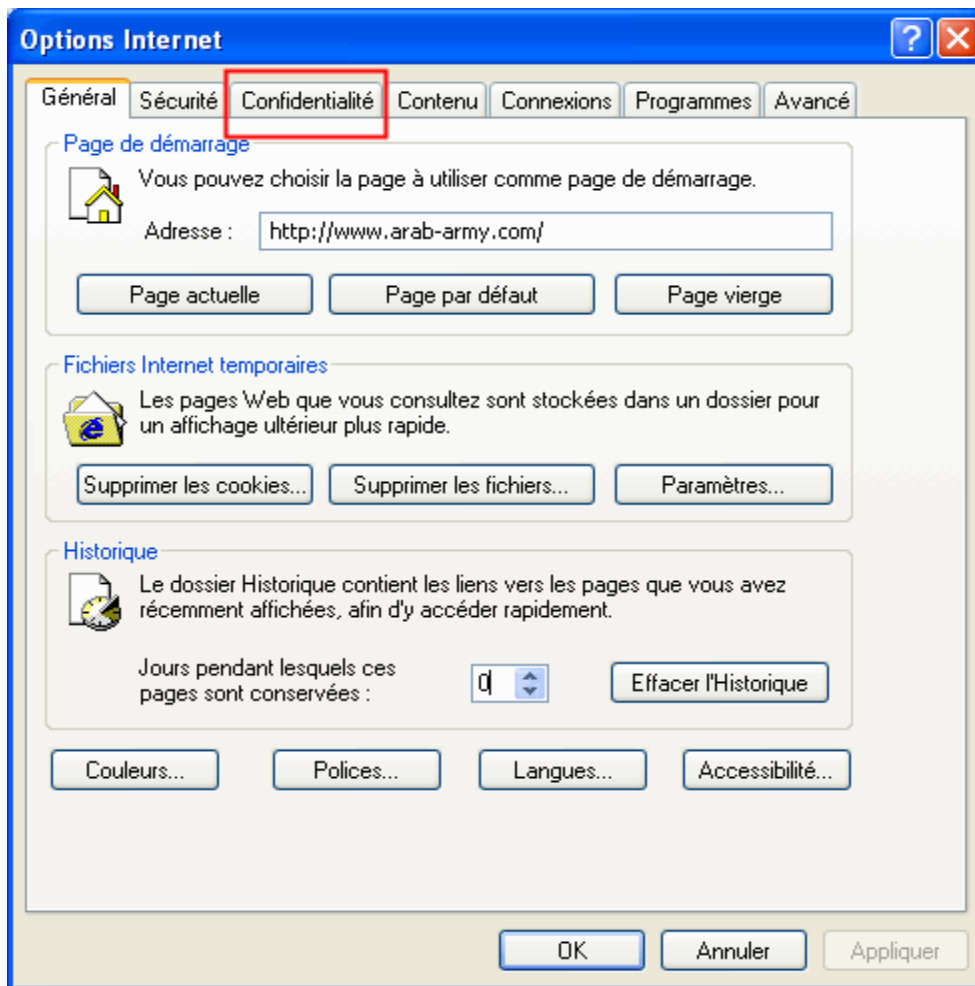 Options Internet
?
Général Sécurité Confidentialité Contenu Connexions Programmes Avancé
Page de démarrage
Vous pouvez choisir la page à utiliser comme page de démarrage.
Adresse : http://www.arab-army.com/
Page actuelle Page par défaut Page vierge
Fichiers Internet temporaires
Les pages Web que vous consultez sont stockées dans un dossier pour
un affichage ultérieur plus rapide.
Supprimer les cookies... Supprimer les fichiers... Paramètres...
Historique
Le dossier Historique contient les liens vers les pages que vous avez
récemment affichées, afin d'y accéder rapidement.
Jours pendant lesquels ces
pages sont conservées : 0 Effacer l'Historique
Couleurs... Polices... Langues... Accessibilité...
OK Annuler Appliquer